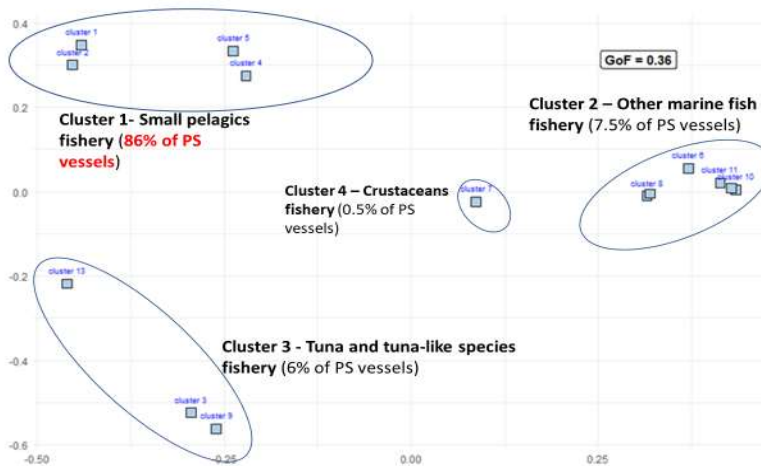 0.4
0.2
0.0
-0.2
-0.4
-0.6
-0.50
-0.25
0.00
0.25
cluster 1
cluster 2
cluster 5
cluster 4
GoF = 0.36
Cluster 1- Small pelagics
fishery (86% of PS
vessels)
Cluster 2 – Other marine fish
fishery (7.5% of PS vessels)
cluster 6
cluster 11
cluster 10
cluster 8
Cluster 4 – Crustaceans
fishery (0.5% of PS
vessels)
cluster 7
cluster 13
Cluster 3 - Tuna and tuna-like species
fishery (6% of PS vessels)
cluster 3
cluster 9